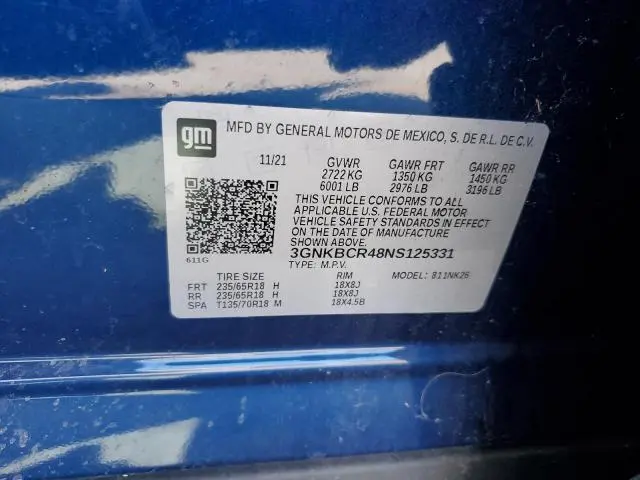 gm
MFD BY GENERAL MOTORS DE MEXICO, S. DE R.L. DE C.V.
11/21 GVWR GAWR FRT GAWR RR
2722 KG 1350 KG 1450 KG
6001 LB 2976 LB 3196 LB
THIS VEHICLE CONFORMS TO ALL
APPLICABLE U.S. FEDERAL MOTOR
VEHICLE SAFETY STANDARDS IN EFFECT
ON THE DATE OF MANUFACTURE
SHOWN ABOVE.
611G 3GNKBCR48NS125331
TYPE: M.P.V. MODEL: 811NK26
TIRE SIZE RIM
FRT 235/65R18 H 18X8J
RR 235/65R18 H 18X8J
SPA T135/70R18 M 18X4.5B